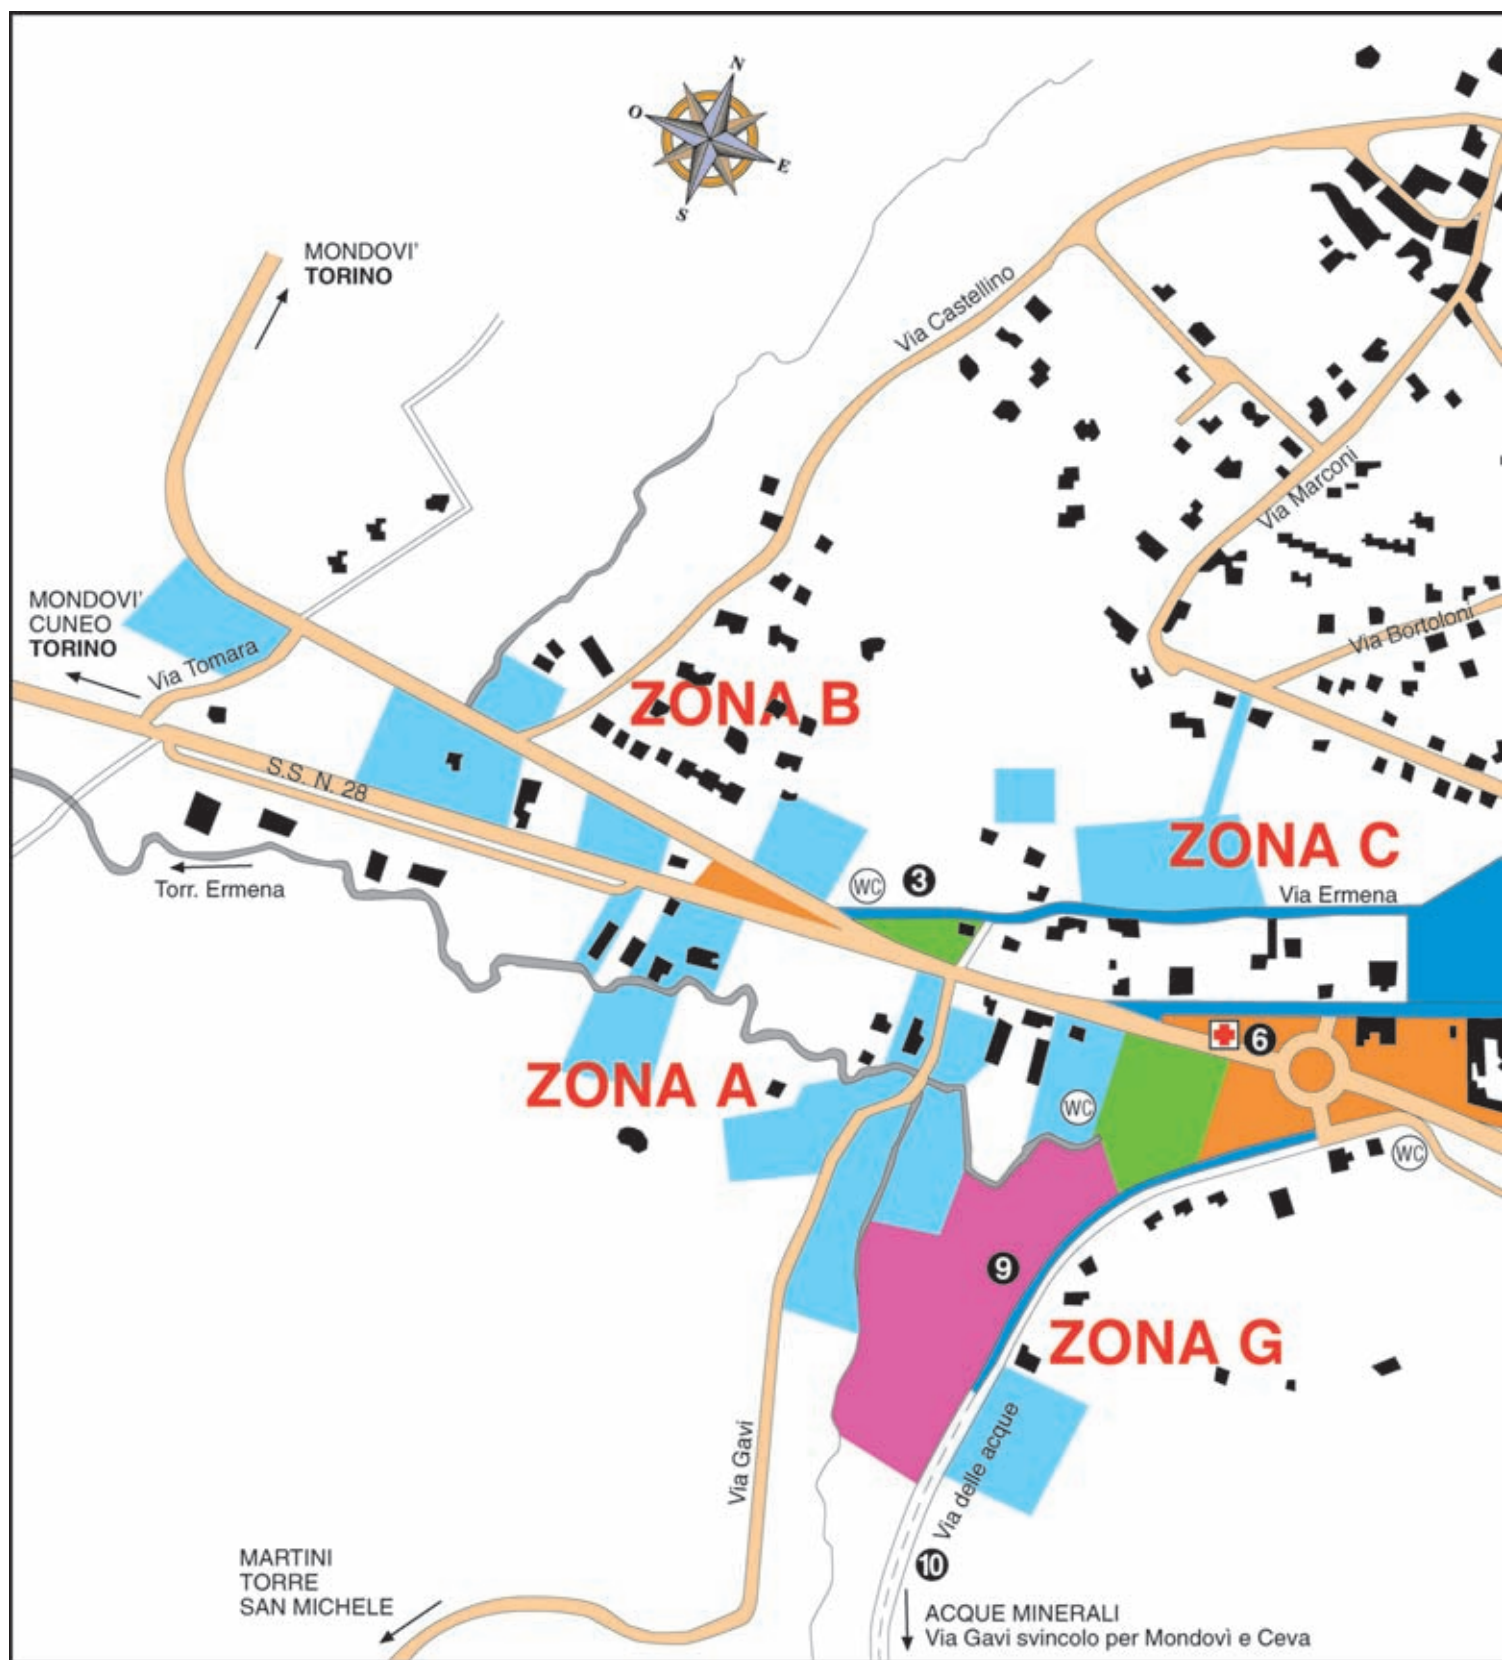 N
O
E
S
MONDOVI'
TORINO
Via Castellino
Via Marconi
MONDOVI'
CUNEO
TORINO
Via Tomara
Via Bortoloni
ZONA B
S.S. N. 28
ZONA C
WC
3
Via Ermena
Torr. Ermena
6
ZONA A
WC
WC
9
ZONA G
Via Gavi
Via delle acque
10
MARTINI
TORRE
SAN MICHELE
ACQUE MINERALI
Via Gavi svincolo per Mondovì e Ceva